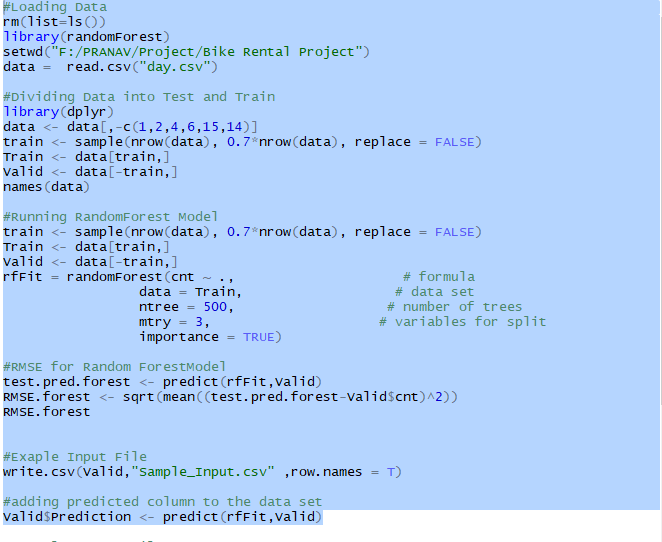 #Loading Data
rm(list=ls())
library(randomForest)
setwd("F:/PRANAV/Project/Bike Rental Project")
data =  read.csv("day.csv")
#Dividing Data into Test and Train
library(dplyr)
data <- data[,-c(1,2,4,6,15,14)]
train <- sample(nrow(data), 0.7*nrow(data), replace = FALSE)
Train <- data[train,]
Valid <- data[-train,]
names(data)
#Running RandomForest Model
train <- sample(nrow(data), 0.7*nrow(data), replace = FALSE)
Train <- data[train,]
Valid <- data[-train,]
rfFit = randomForest(cnt ~ ., # formula
data = Train, # data set
ntree = 500, # number of trees
mtry = 3, # variables for split
importance = TRUE)
#RMSE for Random ForestModel
test.pred.forest <- predict(rfFit,Valid)
RMSE.forest <- sqrt(mean((test.pred.forest-Valid$cnt)^2))
RMSE.forest
#Exaple Input File
write.csv(Valid,"Sample_Input.csv" ,row.names = T)
#adding predicted column to the data set
Valid$Prediction <- predict(rfFit,Valid)